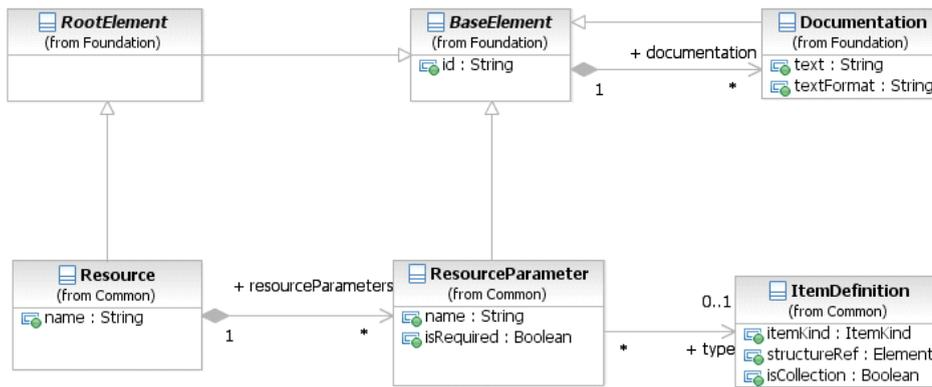 RootElement
(from Foundation)
BaseElement
(from Foundation)
id : String
Documentation
(from Foundation)
text : String
textFormat : String
+ documentation
1
*
Resource
(from Common)
name : String
+ resourceParameters
1
*
ResourceParameter
(from Common)
name : String
isRequired : Boolean
0..1
*
+ type
ItemDefinition
(from Common)
itemKind : ItemKind
structureRef : Element
isCollection : Boolean